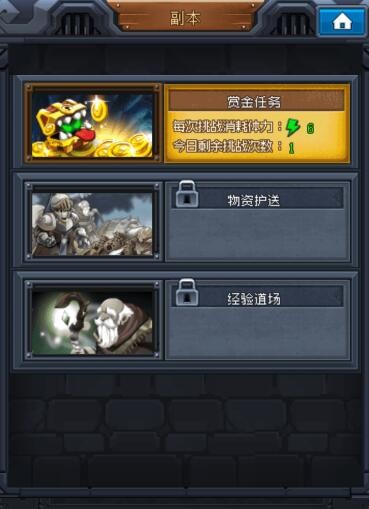 副本
赏金任务
每次挑战消耗体力：6
今日剩余挑战次数：1
物资护送
经验道场